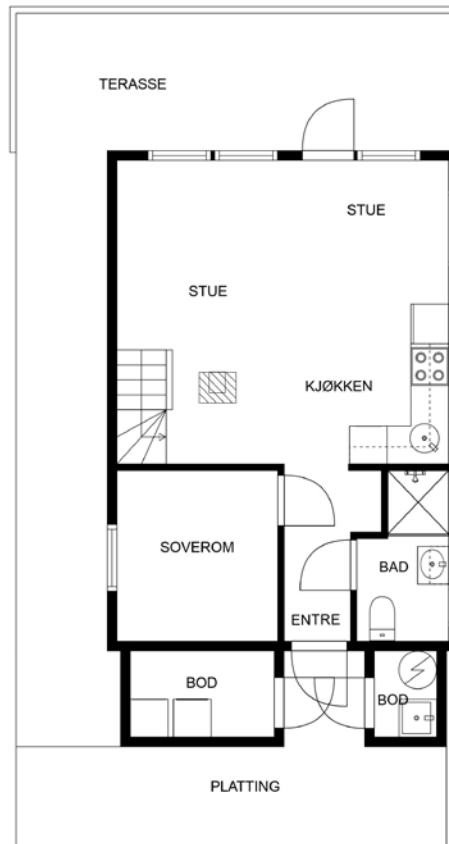 TERASSE
STUE
STUE
KJØKKEN
SOVEROM
BAD
ENTRE
BOD
BOD
PLATTING